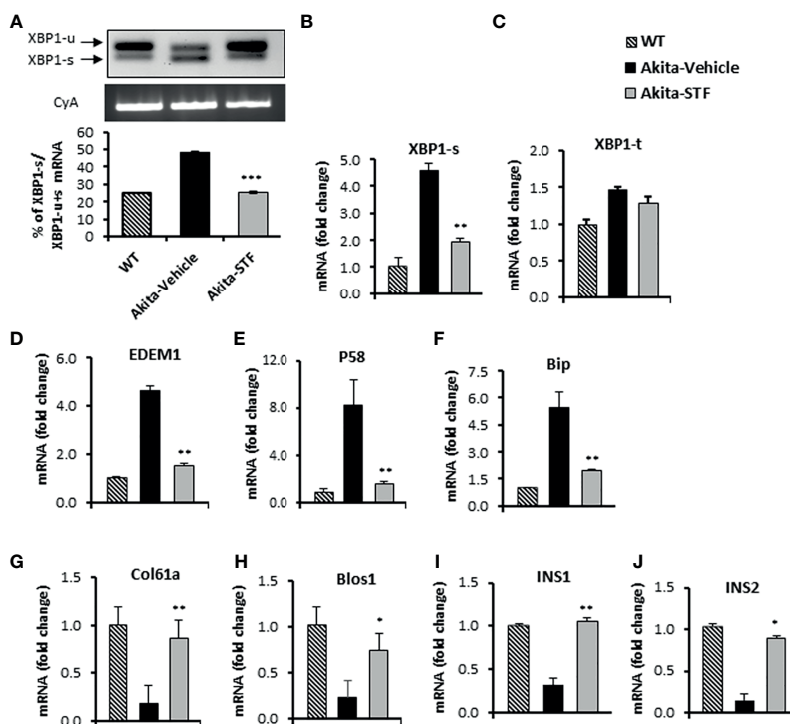 A
XBP1-u
XBP1-s
CyA
% of XBP1-s/
XBP1-u+s mRNA
60
50
40
30
20
10
0
***
WT
Akita-Vehicle
Akita-STF
B
XBP1-s
mRNA (fold change)
5.0
4.0
3.0
2.0
1.0
0.0
**
C
WT
Akita-Vehicle
Akita-STF
XBP1-t
mRNA (fold change)
2.0
1.5
1.0
0.5
0.0
D
EDEM1
mRNA (fold change)
6.0
4.0
2.0
0.0
**
E
P58
mRNA (fold change)
12.0
8.0
4.0
0.0
**
F
Bip
mRNA (fold change)
7.5
6.0
4.5
3.0
1.5
0.0
**
G
Col61a
mRNA (fold change)
1.5
1.0
0.5
0.0
**
H
Blos1
mRNA (fold change)
1.5
1.0
0.5
0.0
*
I
INS1
mRNA (fold change)
1.5
1.0
0.5
0.0
**
J
INS2
mRNA (fold change)
1.5
1.0
0.5
0.0
*